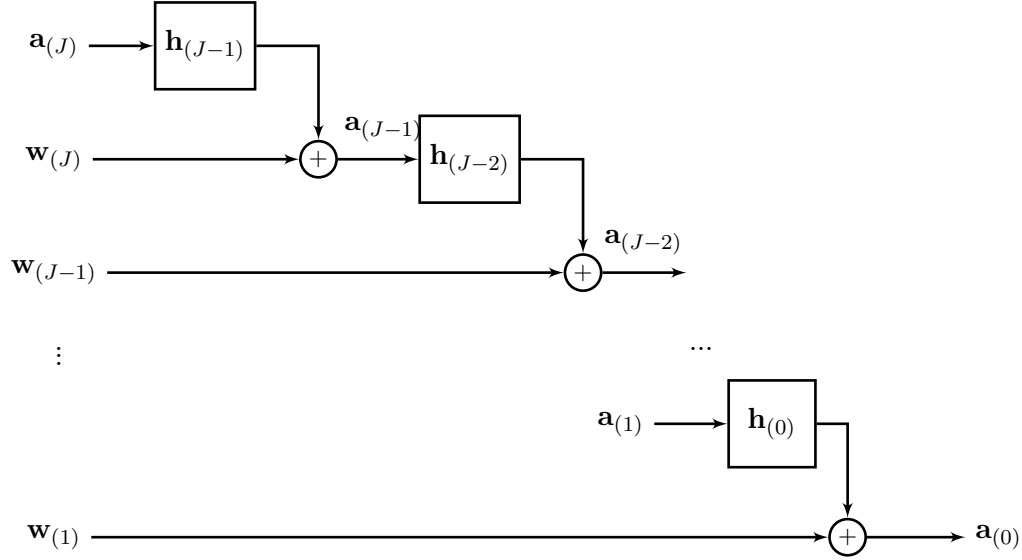 a(J)
h(J−1)
w(J)
+
a(J−1)
h(J−2)
w(J−1)
+
a(J−2)
⋮
...
a(1)
h(0)
w(1)
+
a(0)